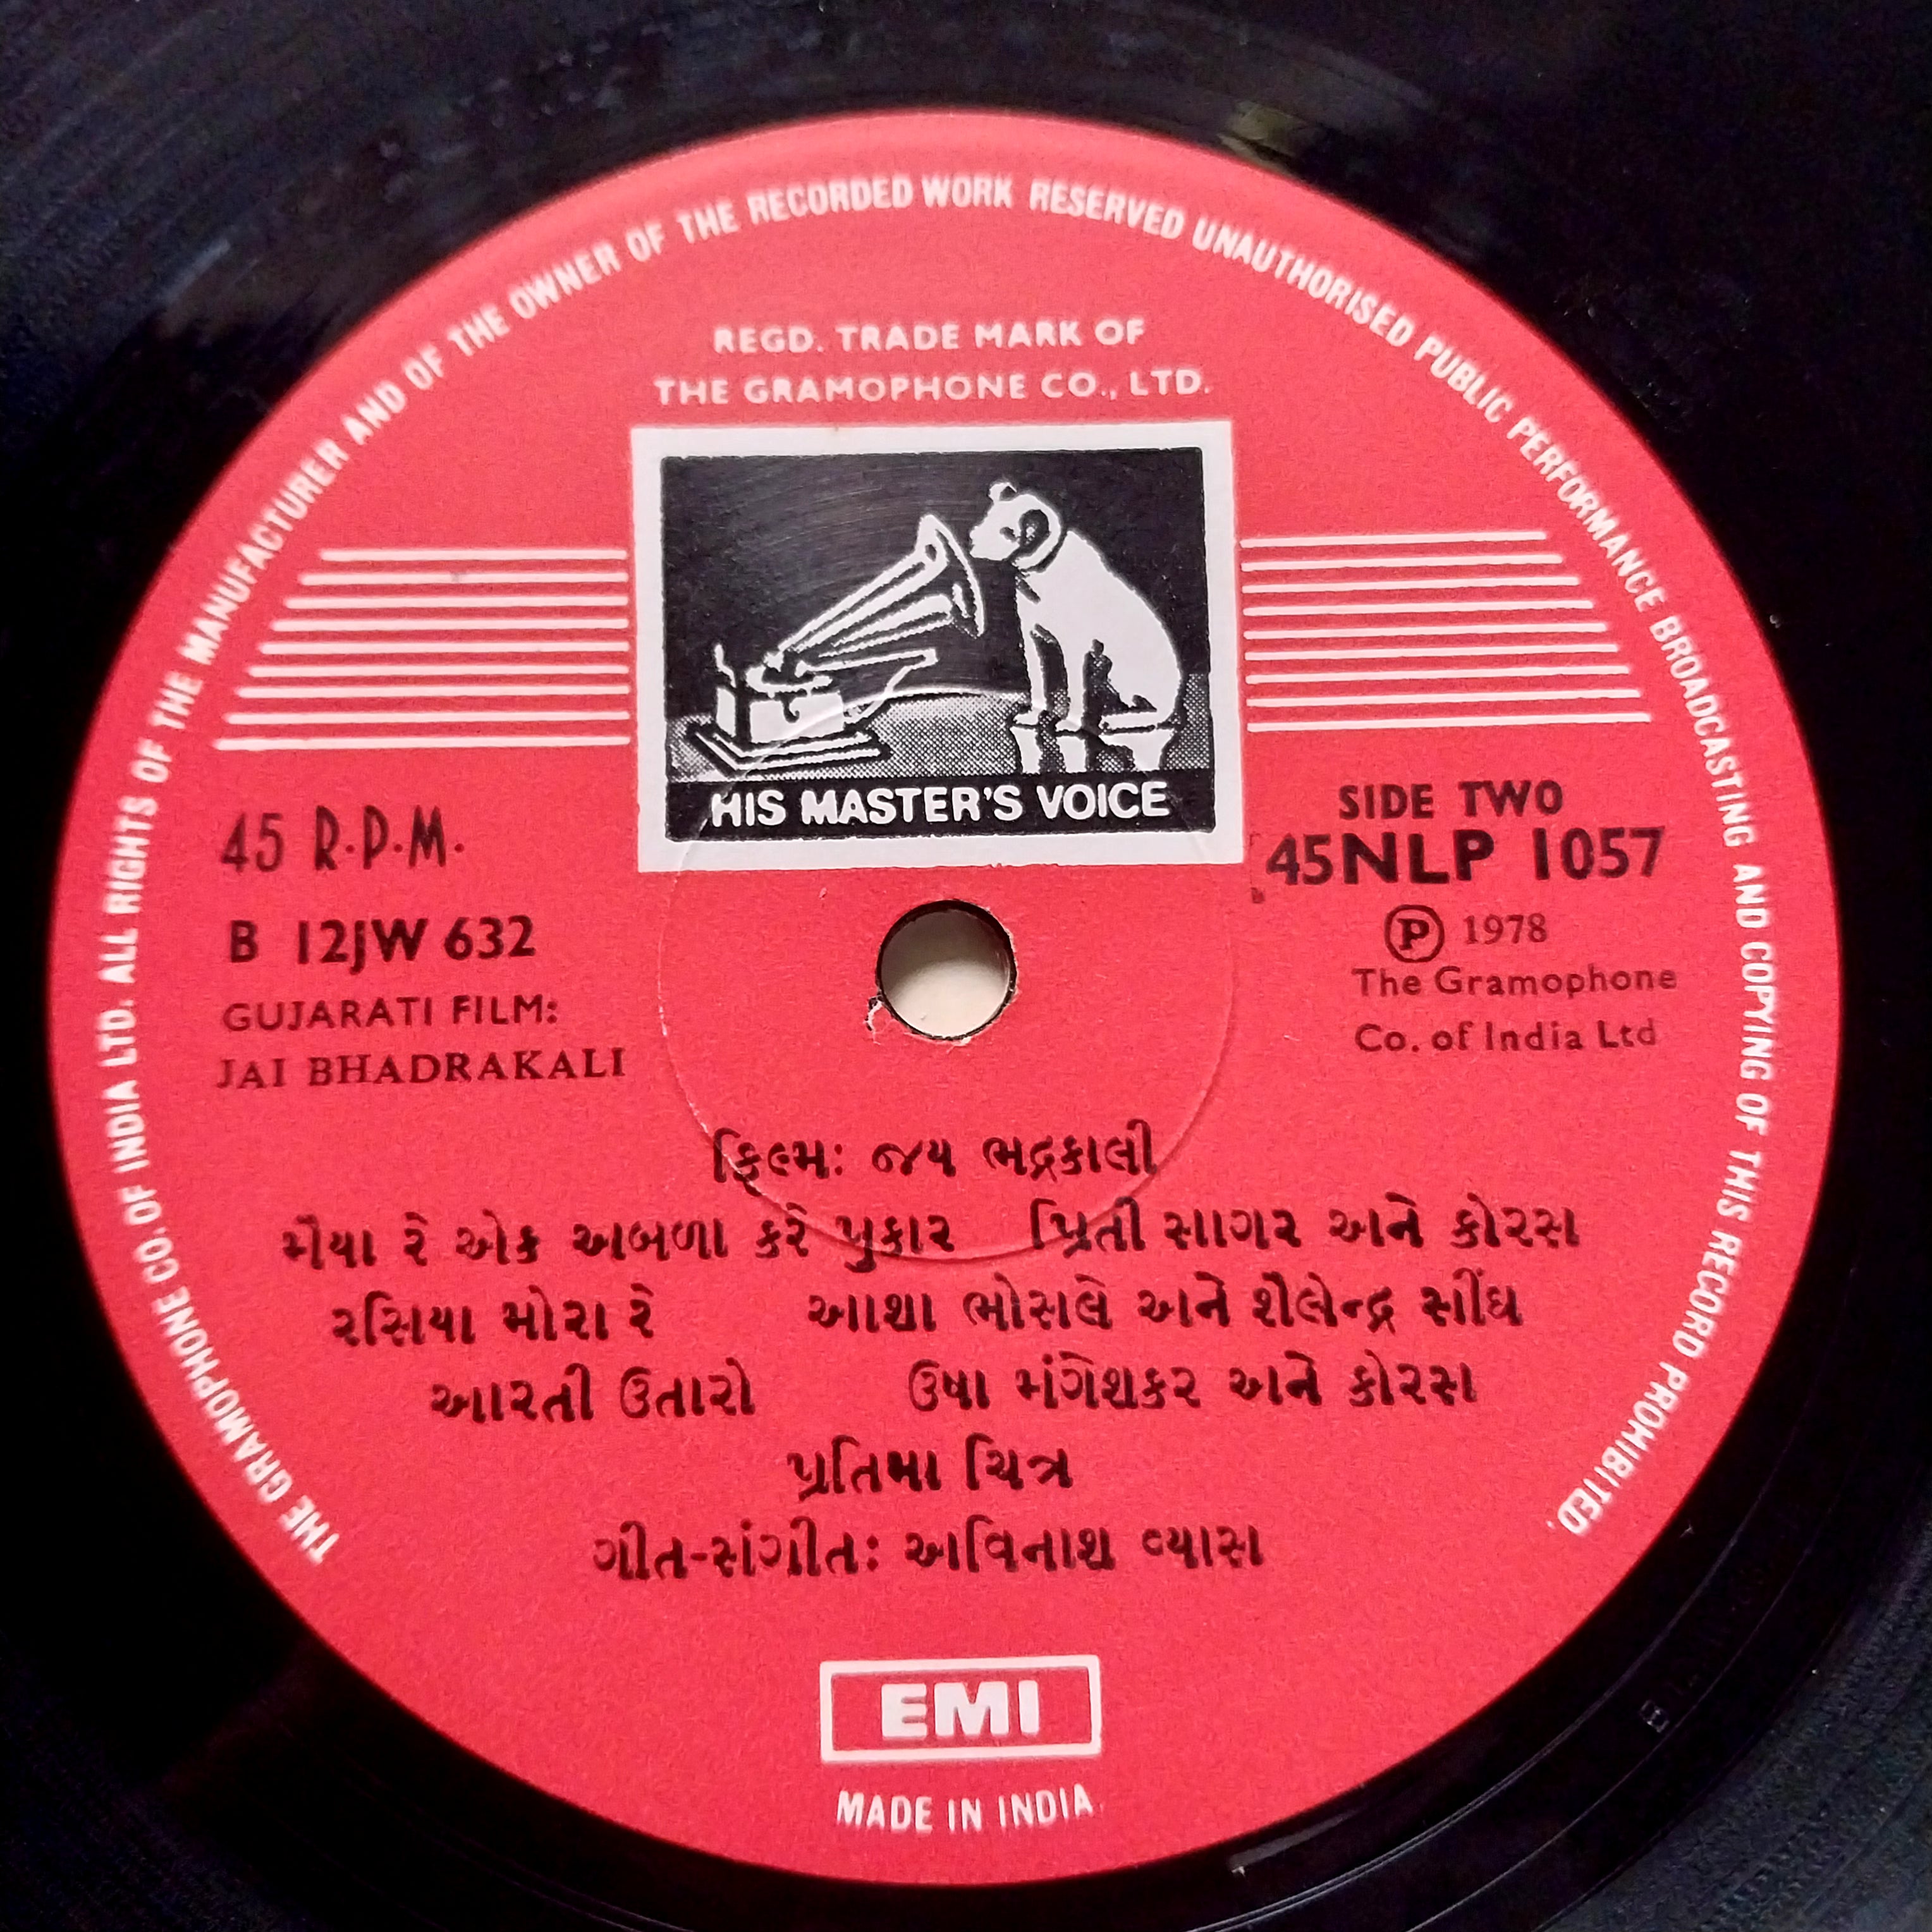 THE GRAMOPHONE CO. OF INDIA LTD. ALL RIGHTS OF THE MANUFACTURER AND OF THE OWNER OF THE RECORDED WORK RESERVED UNAUTHORISED PUBLIC PERFORMANCE BROADCASTING AND COPYING OF THIS RECORD PROHIBITED.
REGD. TRADE MARK OF
THE GRAMOPHONE CO., LTD.
HIS MASTER'S VOICE
45 R.P.M.
B 12JW 632
GUJARATI FILM:
JAI BHADRAKALI
SIDE TWO
45NLP 1057
Ⓟ 1978
The Gramophone
Co. of India Ltd
ફિલ્મ: જય ભદ્રકાલી
મૈયા રે એક અબળા કરે પુકાર પ્રિતી સાગર અને કોરસ
રસિયા મોરા રે આશા ભોસલે અને શૈલેન્દ્ર સીંઘ
આરતી ઉતારો ઉષા મંગેશકર અને કોરસ
પ્રતિમા ચિત્ર
ગીત-સંગીત: અવિનાશ વ્યાસ
EMI
MADE IN INDIA